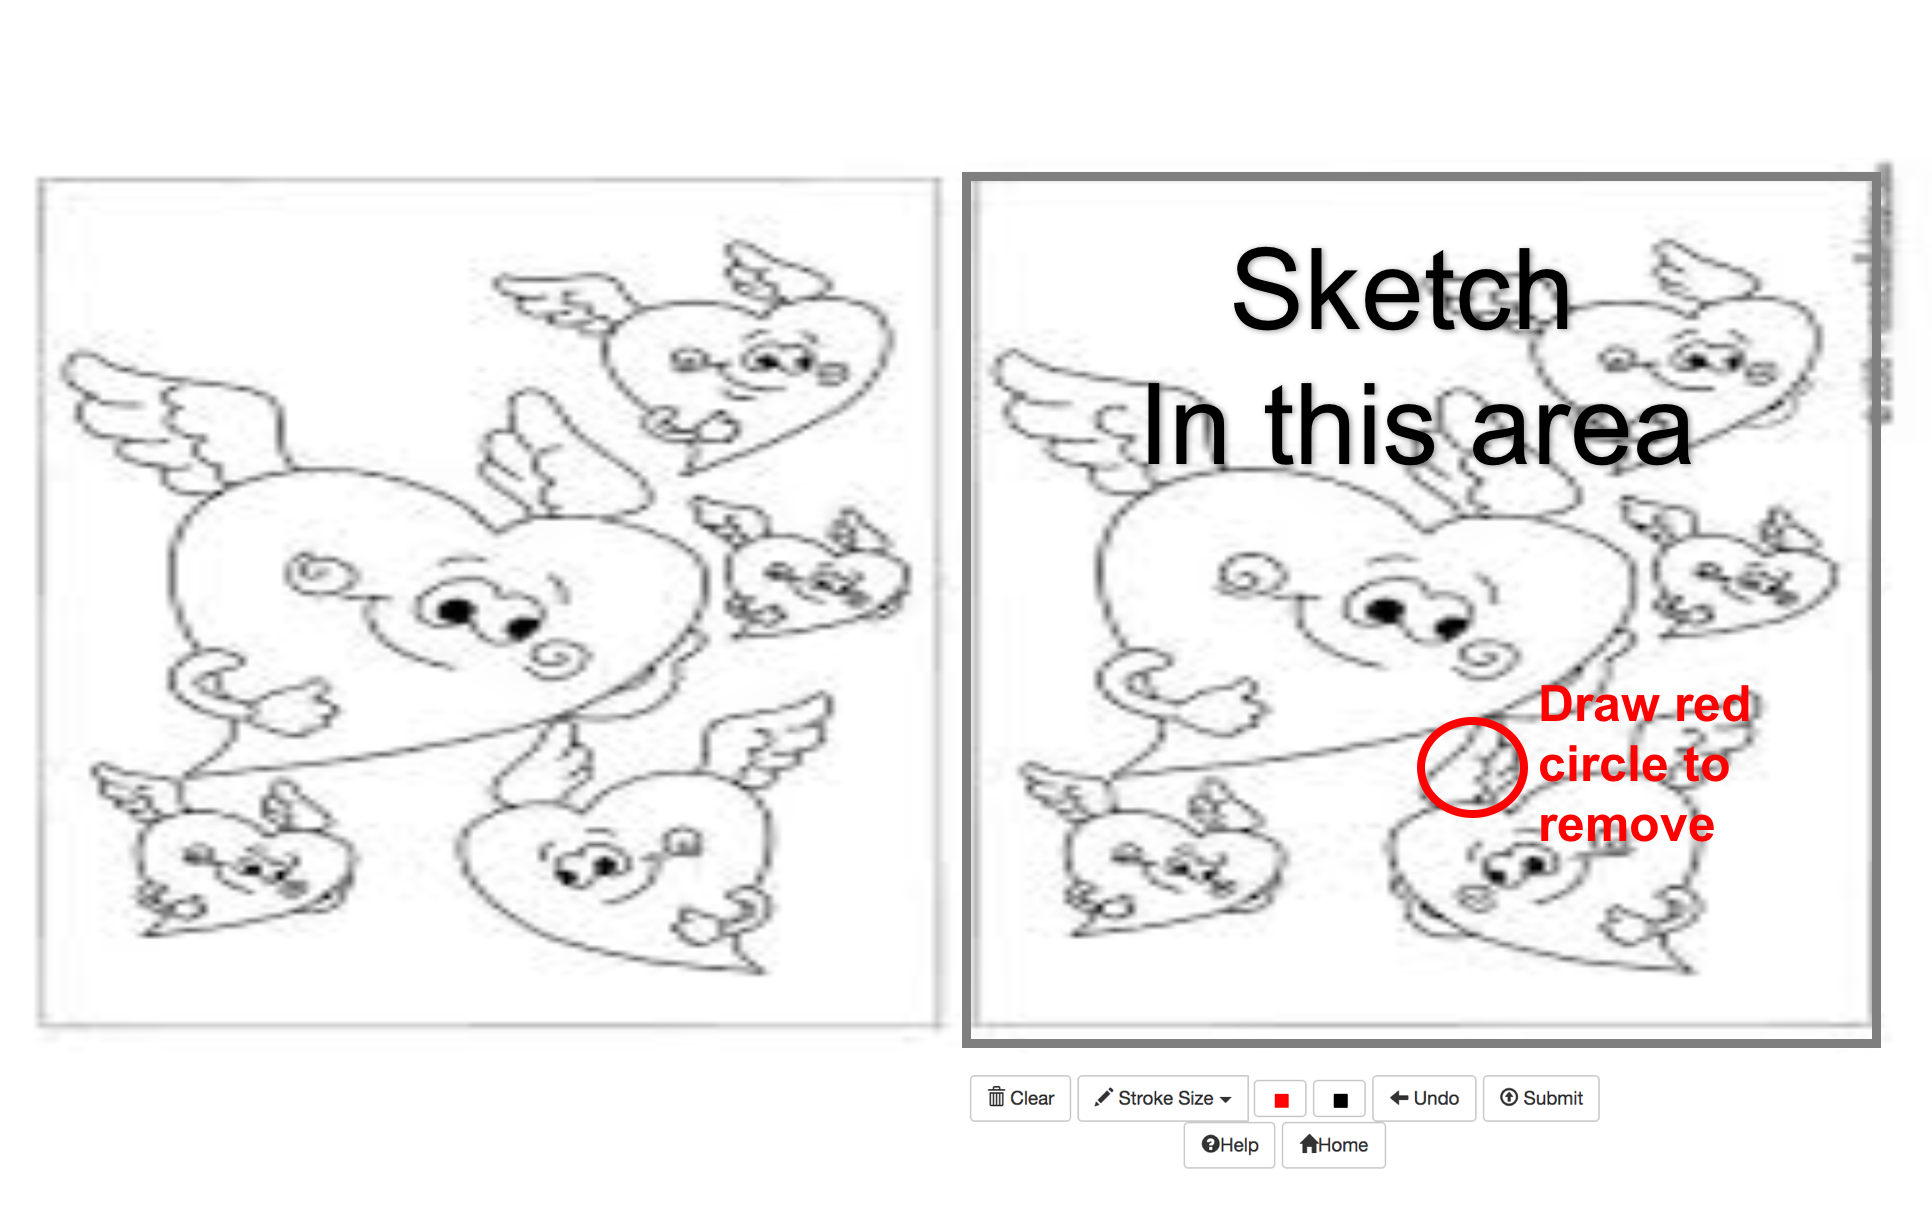 Sketch
In this area
Draw red
circle to
remove
Clear
Stroke Size
Undo
Submit
Help
Home